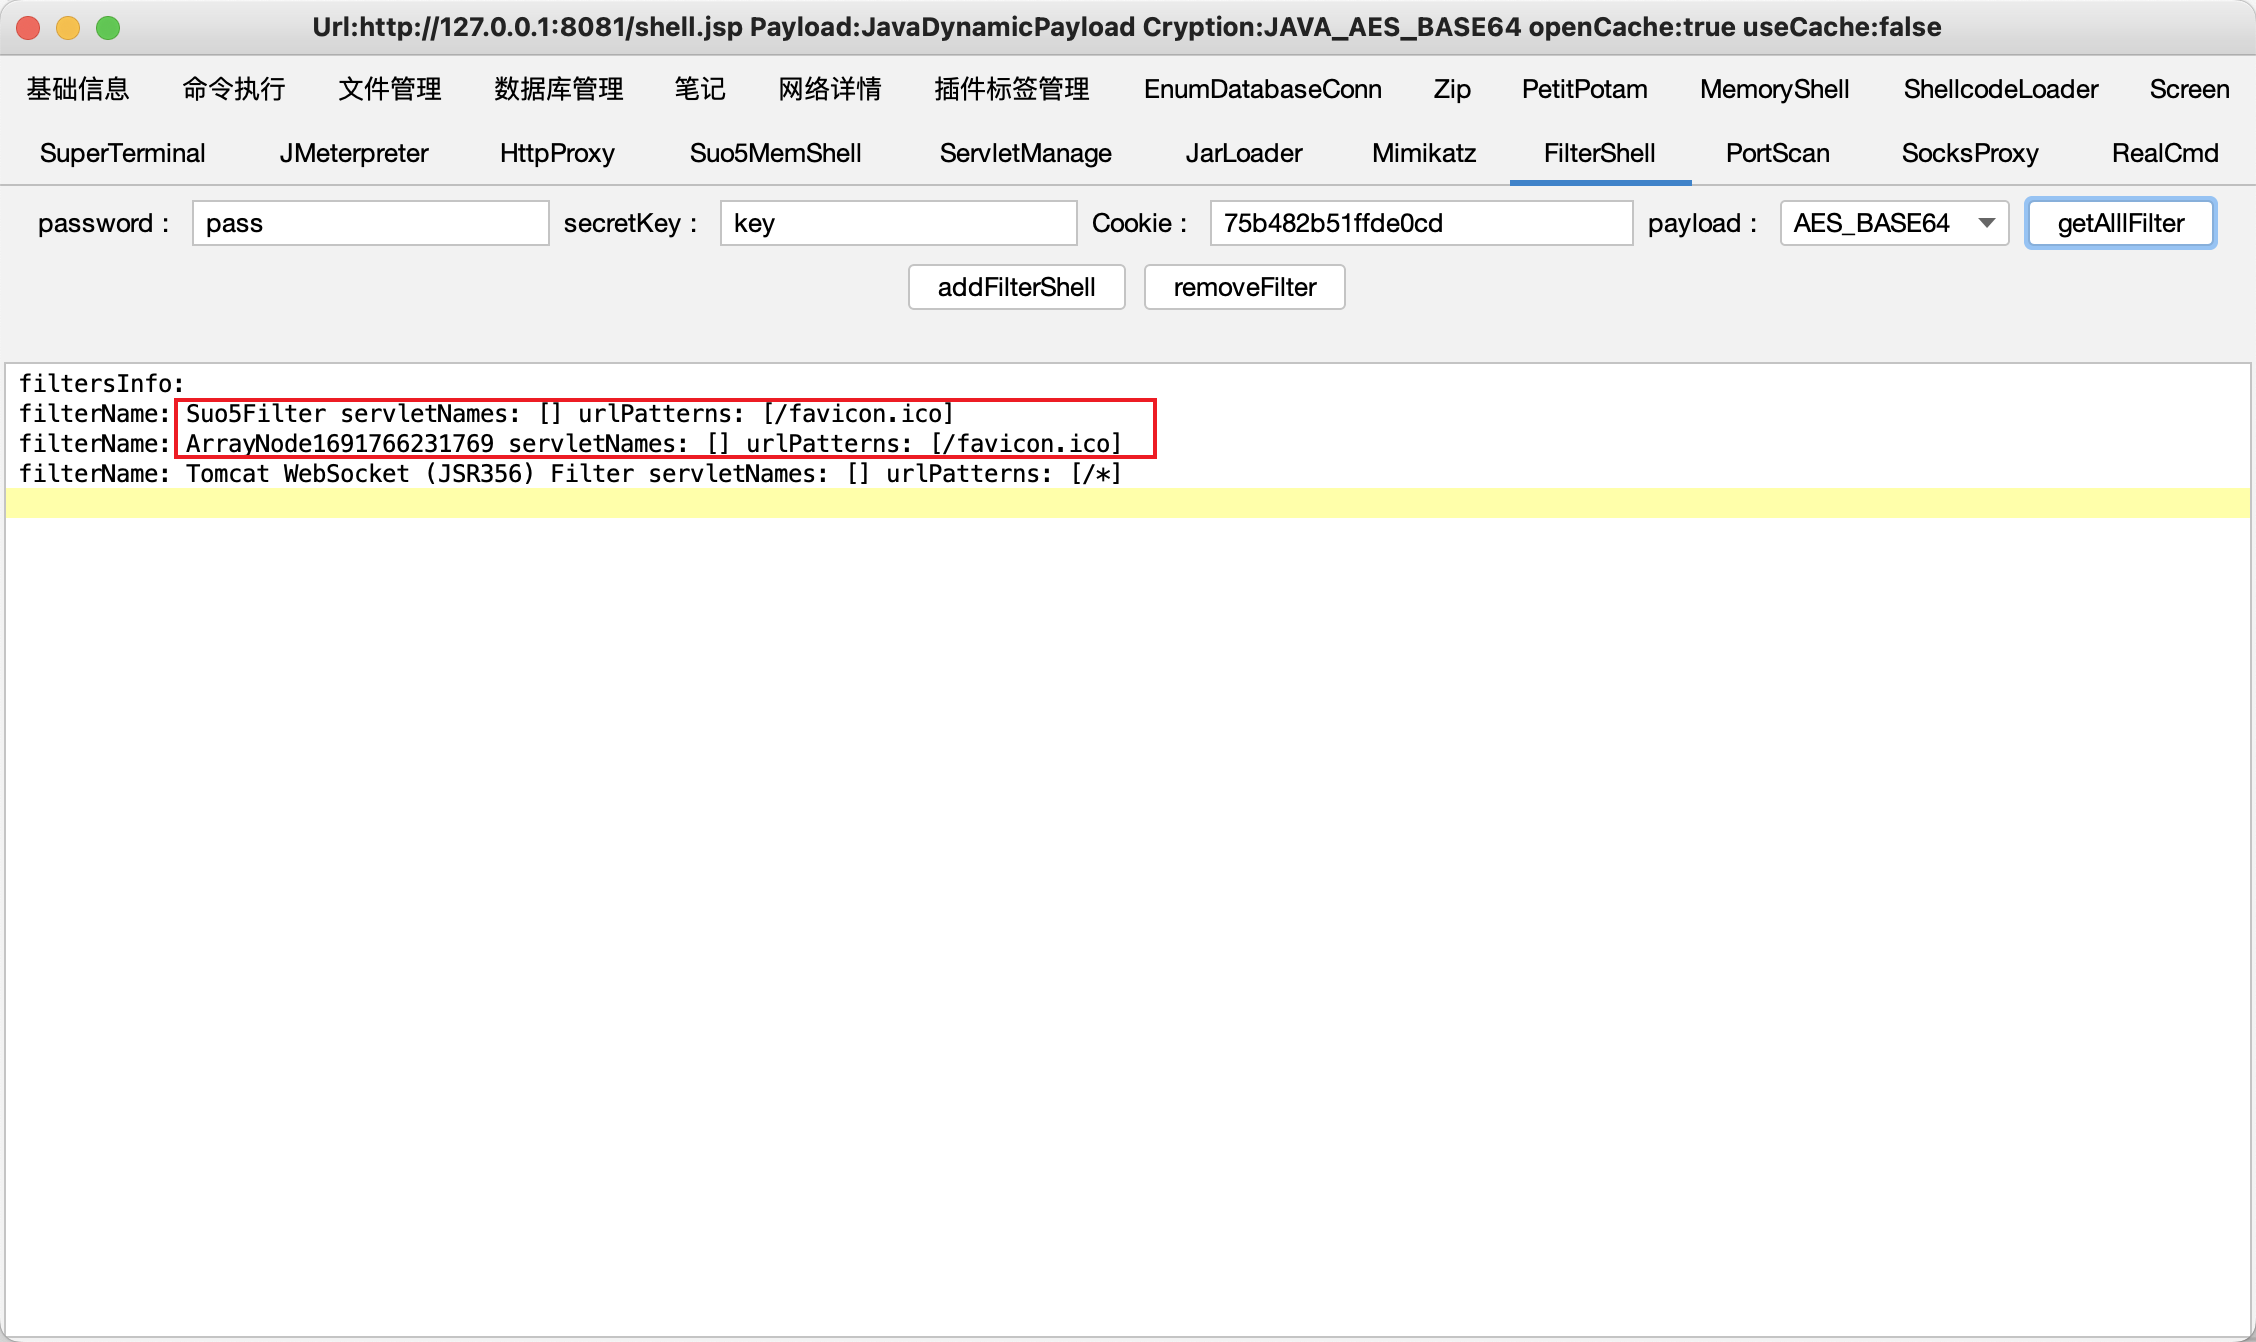 Url:http://127.0.0.1:8081/shell.jsp Payload:JavaDynamicPayload Cryption:JAVA_AES_BASE64 openCache:true useCache:false
基础信息 命令执行 文件管理 数据库管理 笔记 网络详情 插件标签管理 EnumDatabaseConn Zip PetitPotam MemoryShell ShellcodeLoader Screen
SuperTerminal JMeterpreter HttpProxy Suo5MemShell ServletManage JarLoader Mimikatz FilterShell PortScan SocksProxy RealCmd
password : pass secretKey : key Cookie : 75b482b51ffde0cd payload : AES_BASE64 getAlllFilter
addFilterShell removeFilter
filtersInfo:
filterName: Suo5Filter servletNames: [] urlPatterns: [/favicon.ico]
filterName: ArrayNode1691766231769 servletNames: [] urlPatterns: [/favicon.ico]
filterName: Tomcat WebSocket (JSR356) Filter servletNames: [] urlPatterns: [/*]